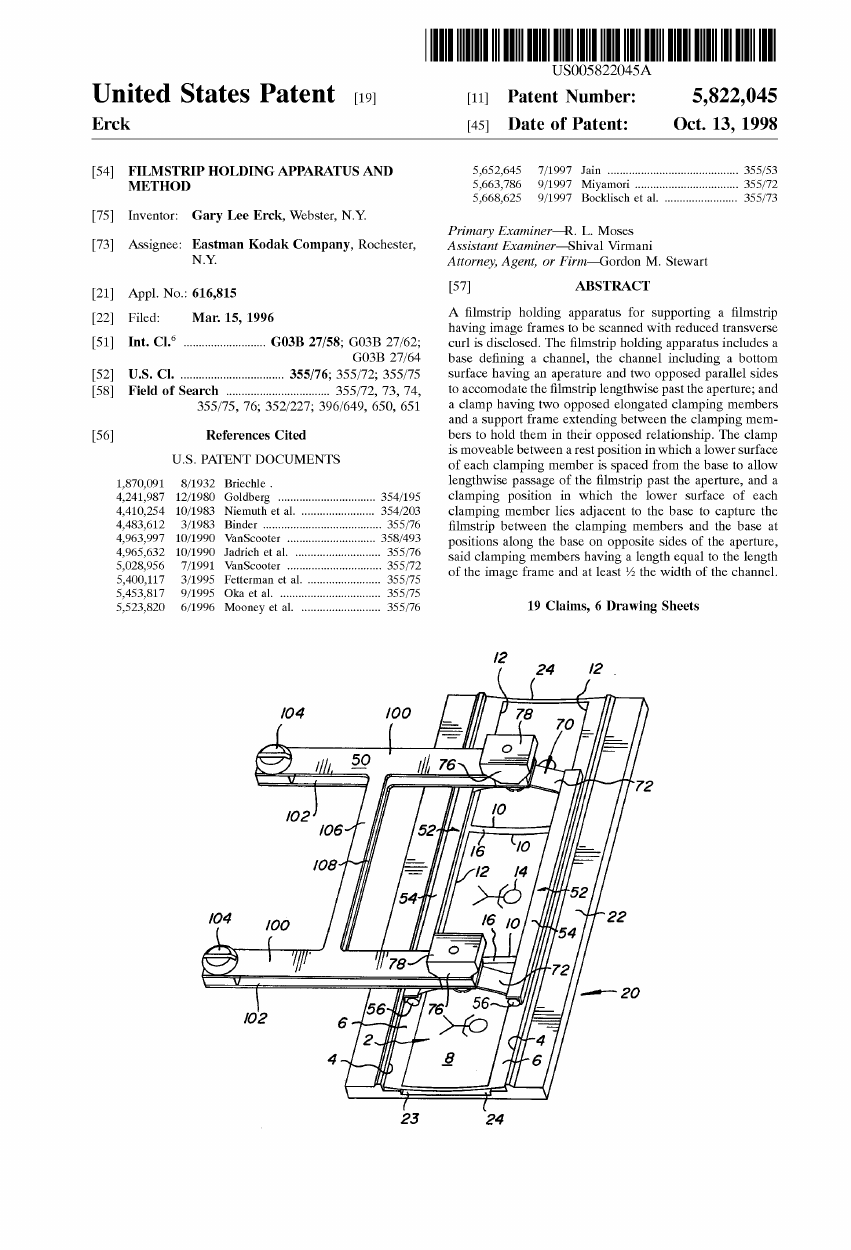 US005822045A
United States Patent [19]
Erck
[11] Patent Number: 5,822,045
[45] Date of Patent: Oct. 13, 1998
[54] FILMSTRIP HOLDING APPARATUS AND
METHOD
[75] Inventor: Gary Lee Erck, Webster, N.Y.
[73] Assignee: Eastman Kodak Company, Rochester,
N.Y.
[21] Appl. No.: 616,815
[22] Filed: Mar. 15, 1996
[51] Int. Cl.6 .......................... G03B 27/58; G03B 27/62;
G03B 27/64
[52] U.S. Cl. .................................. 355/76; 355/72; 355/75
[58] Field of Search ................................ 355/72, 73, 74,
355/75, 76; 352/227; 396/649, 650, 651
[56] References Cited
U.S. PATENT DOCUMENTS
1,870,091 8/1932 Briechle .
4,241,987 12/1980 Goldberg ............................... 354/195
4,410,254 10/1983 Niemuth et al. ....................... 354/203
4,483,612 3/1983 Binder .................................... 355/76
4,963,997 10/1990 VanScooter ............................ 358/493
4,965,632 10/1990 Jadrich et al. .......................... 355/76
5,028,956 7/1991 VanScooter ............................ 355/72
5,400,117 3/1995 Fetterman et al. ..................... 355/75
5,453,817 9/1995 Oka et al. ............................... 355/75
5,523,820 6/1996 Mooney et al. ........................ 355/76
5,652,645 7/1997 Jain ......................................... 355/53
5,663,786 9/1997 Miyamori ................................ 355/72
5,668,625 9/1997 Bocklisch et al. ...................... 355/73
Primary Examiner—R. L. Moses
Assistant Examiner—Shival Virmani
Attorney, Agent, or Firm—Gordon M. Stewart
[57] ABSTRACT
A filmstrip holding apparatus for supporting a filmstrip
having image frames to be scanned with reduced transverse
curl is disclosed. The filmstrip holding apparatus includes a
base defining a channel, the channel including a bottom
surface having an aperature and two opposed parallel sides
to accomodate the filmstrip lengthwise past the aperture; and
a clamp having two opposed elongated clamping members
and a support frame extending between the clamping mem-
bers to hold them in their opposed relationship. The clamp
is moveable between a rest position in which a lower surface
of each clamping member is spaced from the base to allow
lengthwise passage of the filmstrip past the aperture, and a
clamping position in which the lower surface of each
clamping member lies adjacent to the base to capture the
filmstrip between the clamping members and the base at
positions along the base on opposite sides of the aperture,
said clamping members having a length equal to the length
of the image frame and at least ½ the width of the channel.
19 Claims, 6 Drawing Sheets
12 24 12
104 100 78 70
50 76
72
102 106 52 10
16 10
108 12 14
54 52
22
104 100 16 10 54
78 72
20
102 56 76 56
6 2 4
4 8 6
23 24